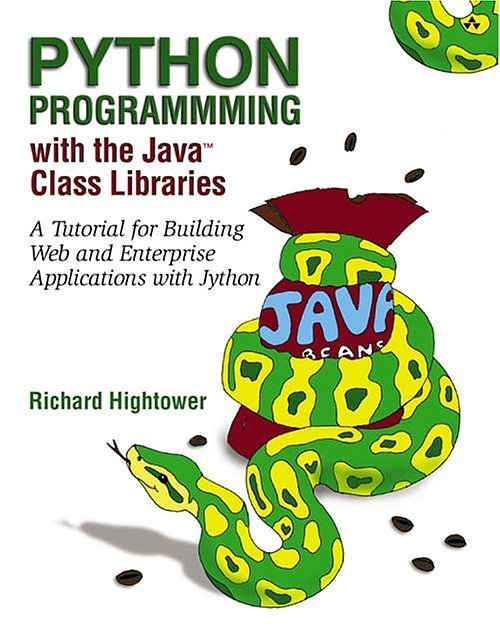 PYTHON
PROGRAMMMING
with the Java™
Class Libraries
A Tutorial for Building
Web and Enterprise
Applications with Jython
JAVA
BEANS
Richard Hightower